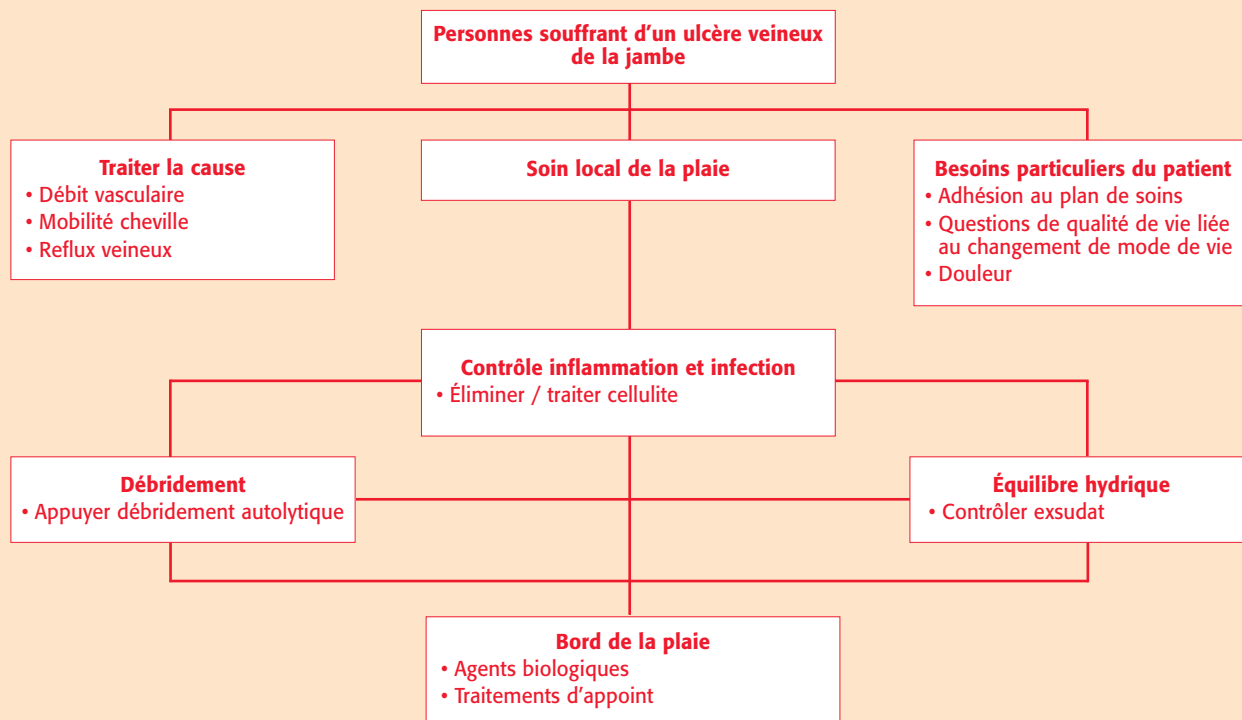 Personnes souffrant d'un ulcère veineux
de la jambe
Traiter la cause
• Débit vasculaire
• Mobilité cheville
• Reflux veineux
Soin local de la plaie
Besoins particuliers du patient
• Adhésion au plan de soins
• Questions de qualité de vie liée
au changement de mode de vie
• Douleur
Contrôle inflammation et infection
• Éliminer / traiter cellulite
Débridement
• Appuyer débridement autolytique
Équilibre hydrique
• Contrôler exsudat
Bord de la plaie
• Agents biologiques
• Traitements d'appoint